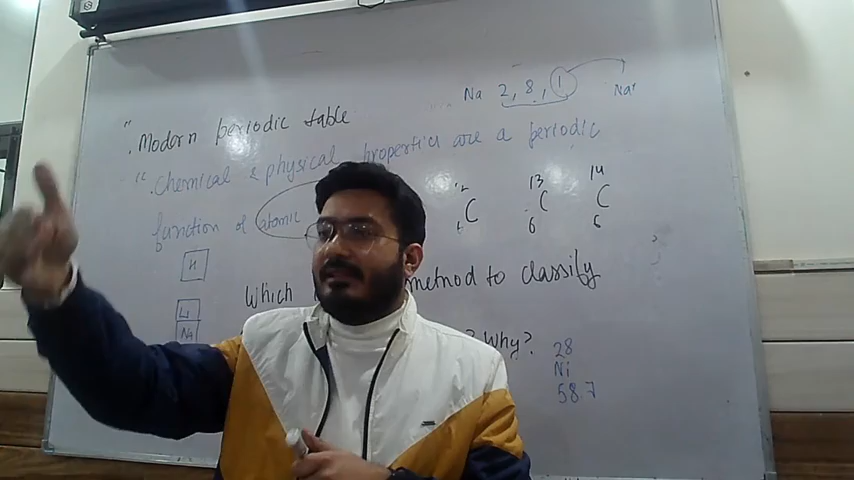 Na 2, 8, 1 Na⁺
" Modern periodic table
" Chemical & physical properties are a periodic
function of atomic
12 C 6
13 C 6
14 C 6
H
Li
Na
Which method to classify
? Why?
28
Ni
58.7